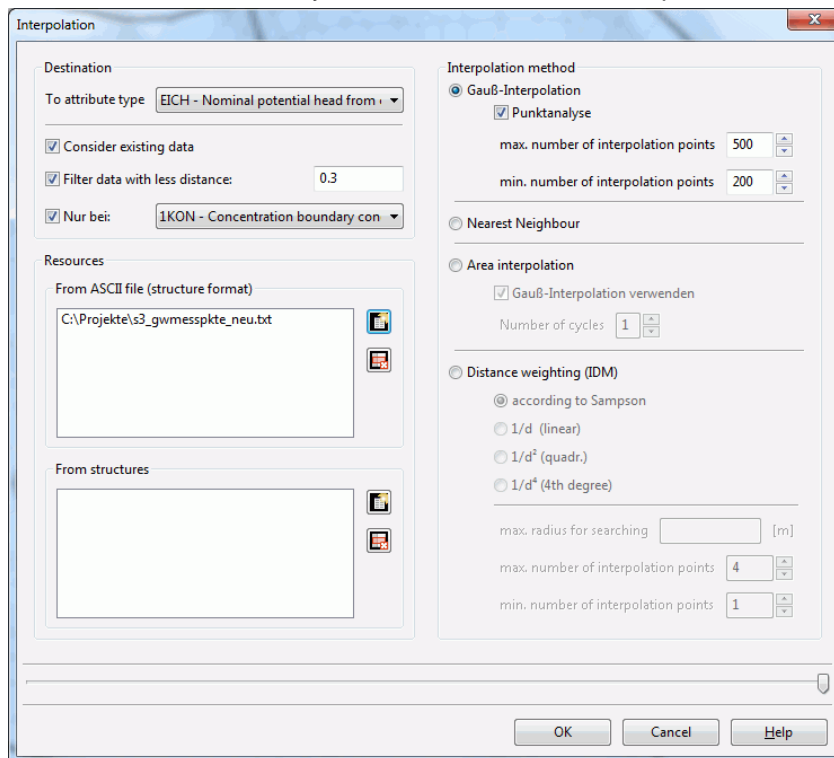 Interpolation
Destination
To attribute type EICH - Nominal potential head from
Consider existing data
Filter data with less distance: 0.3
Nur bei: 1KON - Concentration boundary con
Resources
From ASCII file (structure format)
C:\Projekte\s3_gwmesspkte_neu.txt
From structures
Interpolation method
Gauß-Interpolation
Punktanalyse
max. number of interpolation points 500
min. number of interpolation points 200
Nearest Neighbour
Area interpolation
Gauß-Interpolation verwenden
Number of cycles 1
Distance weighting (IDM)
according to Sampson
1/d (linear)
1/d² (quadr.)
1/d⁴ (4th degree)
max. radius for searching [m]
max. number of interpolation points 4
min. number of interpolation points 1
OK Cancel Help